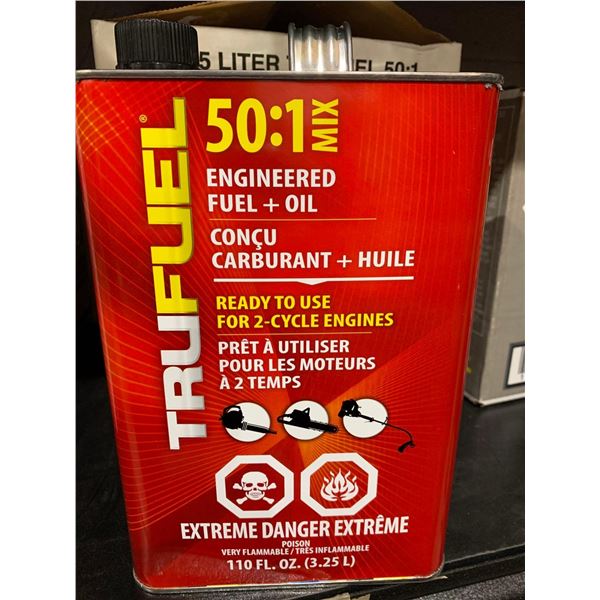 5 LITER
50:1
TRUFUEL®
50:1 MIX
ENGINEERED
FUEL + OIL
CONÇU
CARBURANT + HUILE
READY TO USE
FOR 2-CYCLE ENGINES
PRÊT À UTILISER
POUR LES MOTEURS
À 2 TEMPS
EXTREME DANGER EXTRÊME
POISON
VERY FLAMMABLE / TRÈS INFLAMMABLE
110 FL. OZ. (3.25 L)